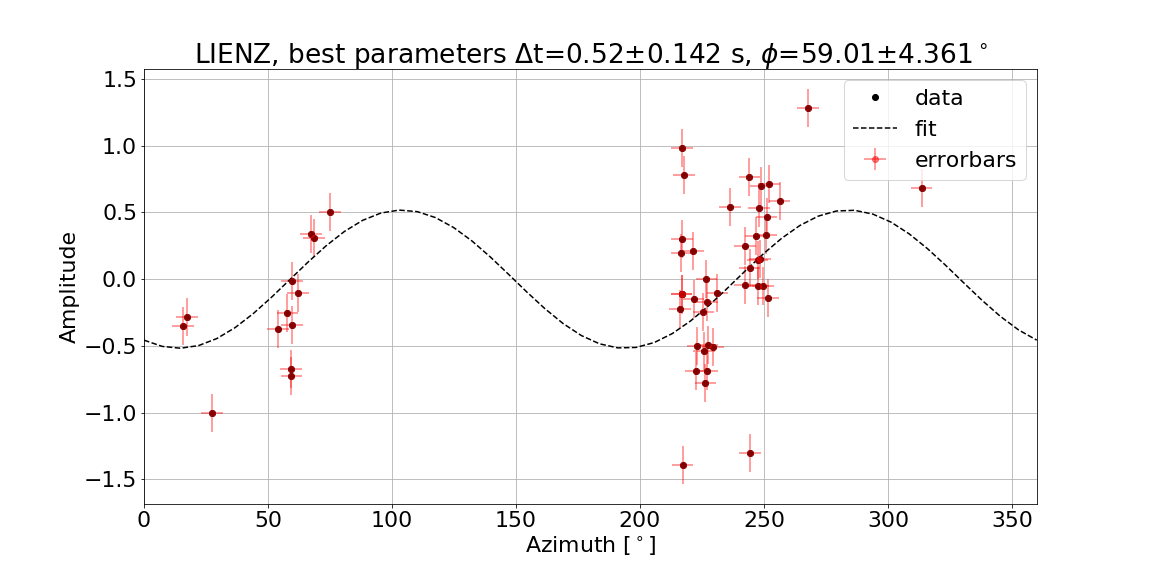 LIENZ, best parameters Δt=0.52±0.142 s, ϕ=59.01±4.361°
1.5
1.0
0.5
0.0
−0.5
−1.0
−1.5
Amplitude
data
fit
errorbars
0 50 100 150 200 250 300 350
Azimuth [°]